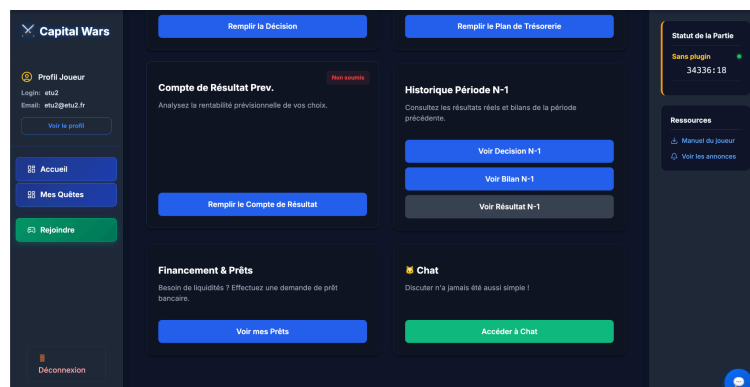 Capital Wars
Profil Joueur
Login: etu2
Email: etu2@etu2.fr
Voir le profil
Accueil
Mes Quêtes
Rejoindre
Déconnexion
Remplir la Décision
Remplir le Plan de Trésorerie
Non soumis
Compte de Résultat Prev.
Analysez la rentabilité prévisionnelle de vos choix.
Remplir le Compte de Résultat
Historique Période N-1
Consultez les résultats réels et bilans de la période
précédente.
Voir Decision N-1
Voir Bilan N-1
Voir Résultat N-1
Financement & Prêts
Besoin de liquidités ? Effectuez une demande de prêt
bancaire.
Voir mes Prêts
Chat
Discuter n'a jamais été aussi simple !
Accéder à Chat
Statut de la Partie
Sans plugin
34336:18
Ressources
Manuel du joueur
Voir les annonces